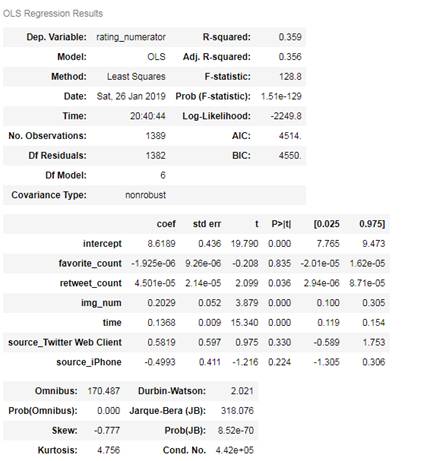 OLS Regression Results
Dep. Variable: rating_numerator R-squared: 0.359
Model: OLS Adj. R-squared: 0.356
Method: Least Squares F-statistic: 128.8
Date: Sat, 26 Jan 2019 Prob (F-statistic): 1.51e-129
Time: 20:40:44 Log-Likelihood: -2249.8
No. Observations: 1389 AIC: 4514.
Df Residuals: 1382 BIC: 4550.
Df Model: 6
Covariance Type: nonrobust
coef std err t P>|t| [0.025 0.975]
intercept 8.6189 0.436 19.790 0.000 7.765 9.473
favorite_count -1.925e-06 9.26e-06 -0.208 0.835 -2.01e-05 1.62e-05
retweet_count 4.501e-05 2.14e-05 2.099 0.036 2.94e-06 8.71e-05
img_num 0.2029 0.052 3.879 0.000 0.100 0.305
time 0.1368 0.009 15.340 0.000 0.119 0.154
source_Twitter Web Client 0.5819 0.597 0.975 0.330 -0.589 1.753
source_iPhone -0.4993 0.411 -1.216 0.224 -1.305 0.306
Omnibus: 170.487 Durbin-Watson: 2.021
Prob(Omnibus): 0.000 Jarque-Bera (JB): 318.076
Skew: -0.777 Prob(JB): 8.52e-70
Kurtosis: 4.756 Cond. No. 4.42e+05